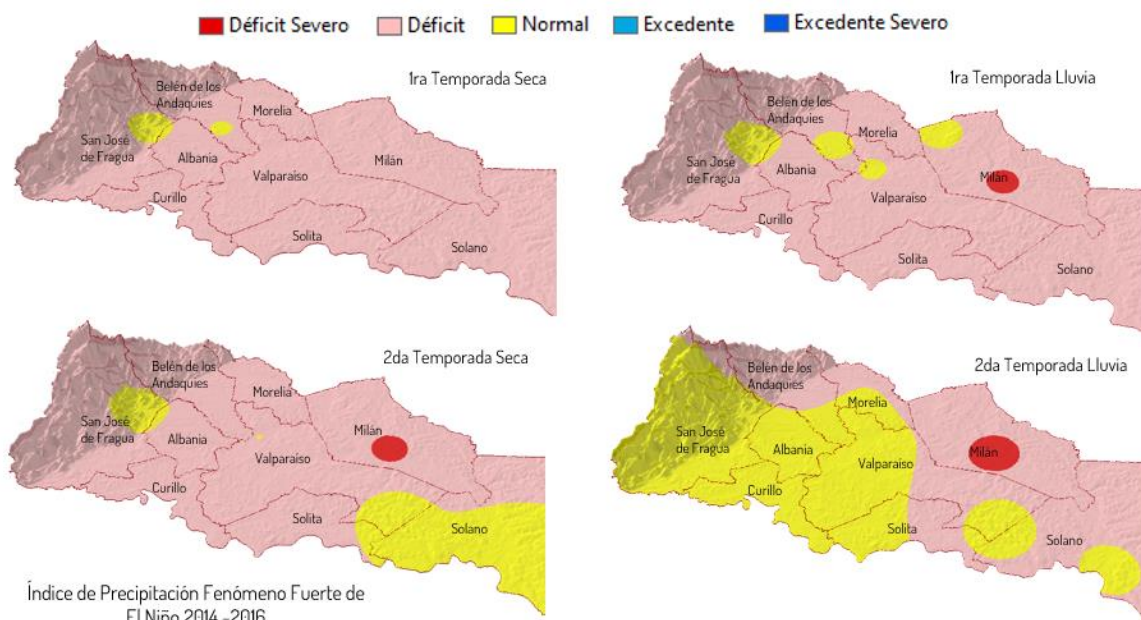 Déficit Severo Déficit Normal Excedente Excedente Severo
1ra Temporada Seca
Belén de los
Andaquies
Morelia
San José
de Fragua
Albania
Milán
Valparaíso
Curillo
Solita
Solano
1ra Temporada Lluvia
Belén de los
Andaquies
Morelia
San José
de Fragua
Albania
Milán
Valparaíso
Curillo
Solita
Solano
2da Temporada Seca
Belén de los
Andaquies
Morelia
San José
de Fragua
Albania
Milán
Valparaíso
Curillo
Solita
Solano
2da Temporada Lluvia
Belén de los
Andaquies
Morelia
San José
de Fragua
Albania
Milán
Valparaíso
Curillo
Solita
Solano
Índice de Precipitación Fenómeno Fuerte de
El Niño 2014 -2016